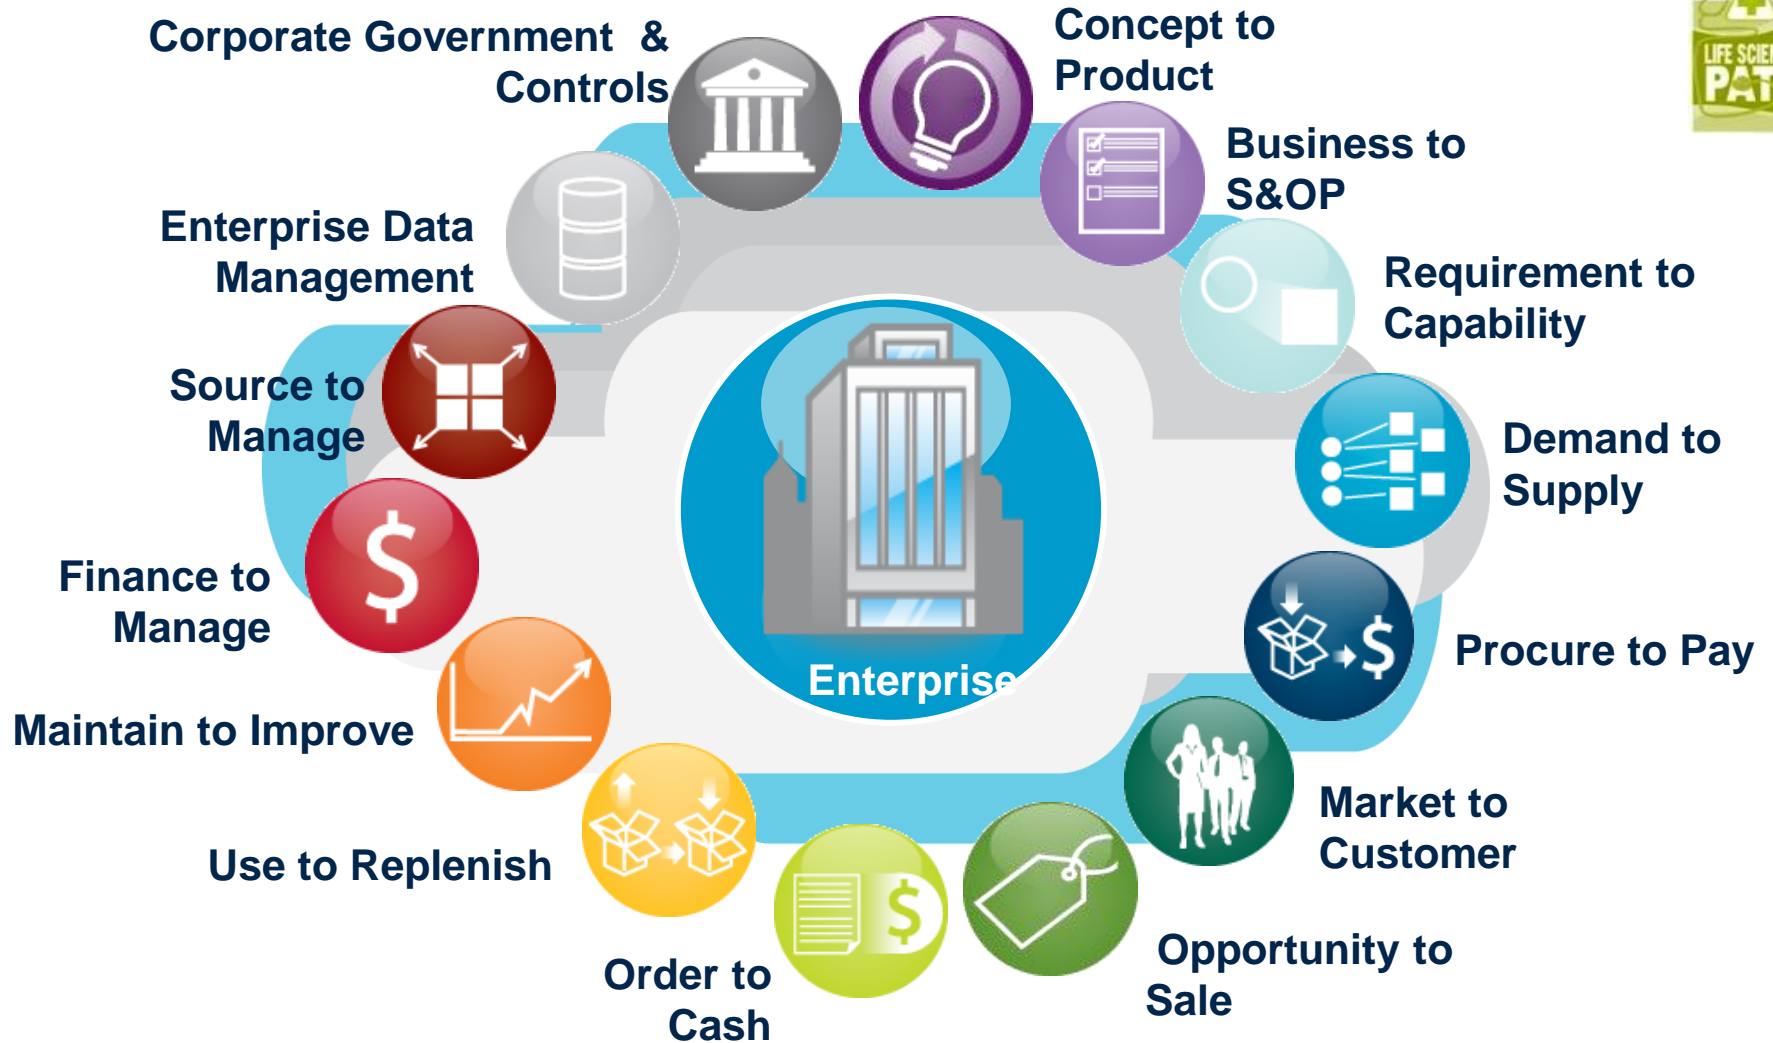 Corporate Government &
Controls
Concept to
Product
LIFE
Business to
S&OP
Enterprise Data
Management
Requirement to
Capability
Source to
Manage
Demand to
Supply
Finance to
Manage
Enterprise
Procure to Pay
Maintain to Improve
Market to
Customer
Use to Replenish
Opportunity to
Sale
Order to
Cash